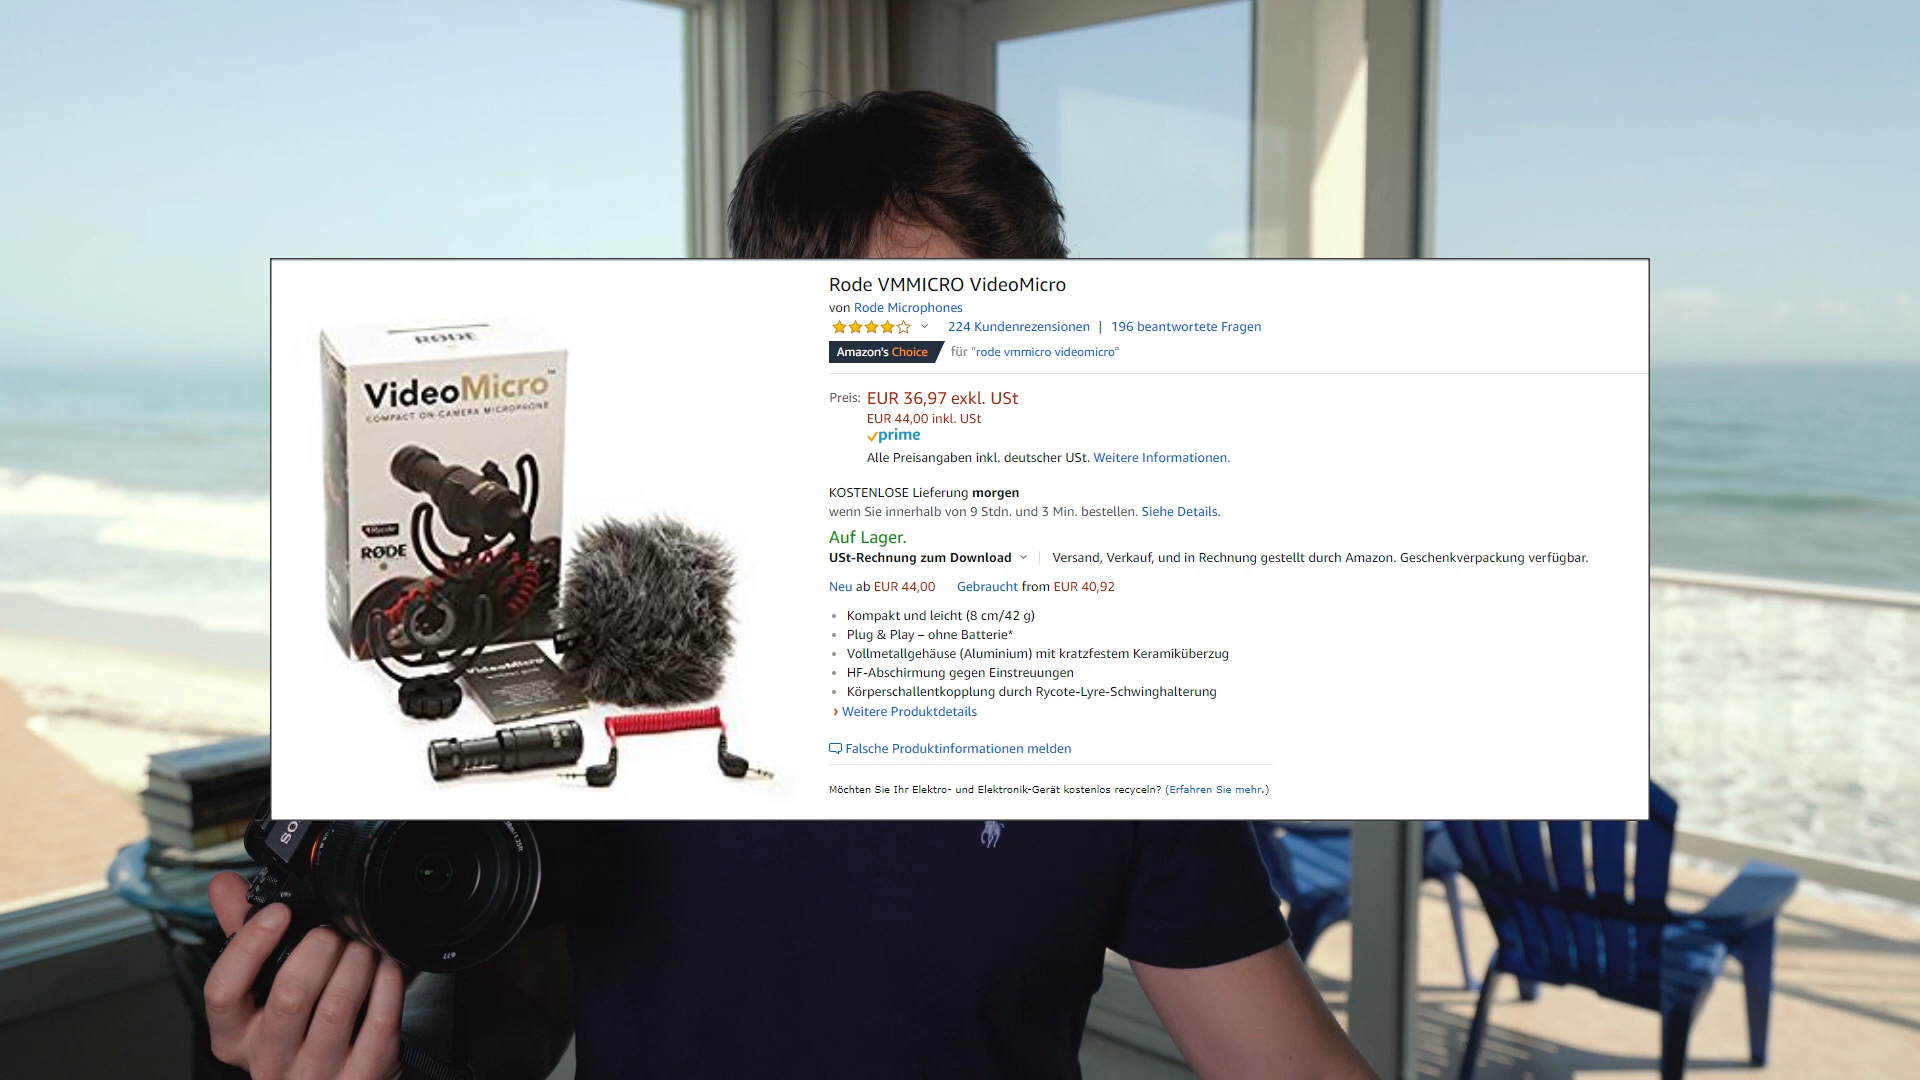 Rode VMMICRO VideoMicro
von Rode Microphones
224 Kundenrezensionen | 196 beantwortete Fragen
Amazon's Choice für "rode vmmicro videomicro"
Preis: EUR 36,97 exkl. USt
EUR 44,00 inkl. USt
prime
Alle Preisangaben inkl. deutscher USt. Weitere Informationen.
KOSTENLOSE Lieferung morgen
wenn Sie innerhalb von 9 Stdn. und 3 Min. bestellen. Siehe Details.
Auf Lager.
USt-Rechnung zum Download | Versand, Verkauf, und in Rechnung gestellt durch Amazon. Geschenkverpackung verfügbar.
Neu ab EUR 44,00 Gebraucht from EUR 40,92
• Kompakt und leicht (8 cm/42 g)
• Plug & Play – ohne Batterie*
• Vollmetallgehäuse (Aluminium) mit kratzfestem Keramiküberzug
• HF-Abschirmung gegen Einstreuungen
• Körperschallentkopplung durch Rycote-Lyre-Schwinghalterung
› Weitere Produktdetails
Falsche Produktinformationen melden
Möchten Sie Ihr Elektro- und Elektronik-Gerät kostenlos recyceln? (Erfahren Sie mehr.)
RØDE
VideoMicro™
COMPACT ON-CAMERA MICROPHONE
Rycote
RØDE
VideoMicro
RØDE
SO